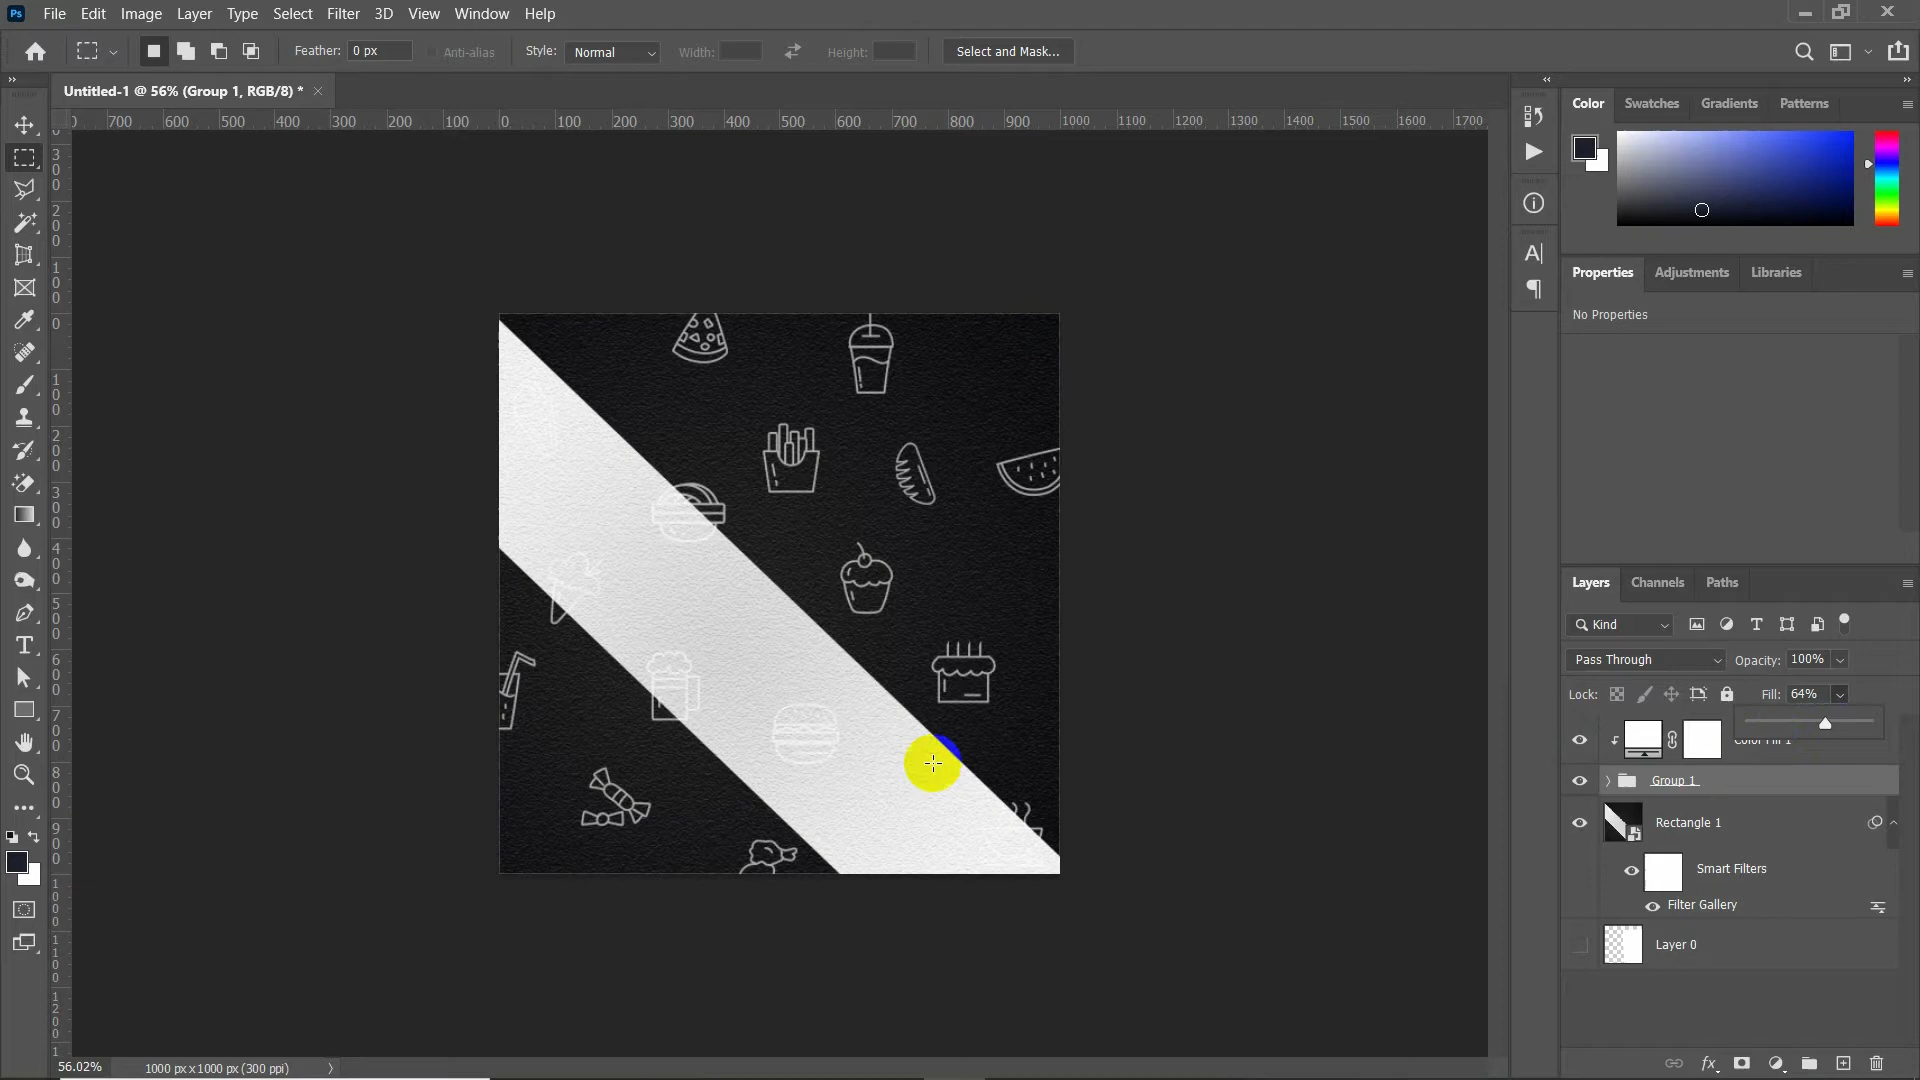 Ps File Edit Image Layer Type Select Filter 3D View Window Help
Feather: 0 px Anti-alias Style: Normal Width: Height: Select and Mask...
Untitled-1 @ 56% (Group 1, RGB/8) *
700 600 500 400 300 200 100 0 100 200 300 400 500 600 700 800 900 1000 1100 1200 1300 1400 1500 1600 1700
Color Swatches Gradients Patterns
Properties Adjustments Libraries
No Properties
Layers Channels Paths
Kind
Pass Through Opacity: 100%
Lock: Fill: 64%
Color Fill 1
Group 1
Rectangle 1
Smart Filters
Filter Gallery
Layer 0
56.02% 1000 px x 1000 px (300 ppi)